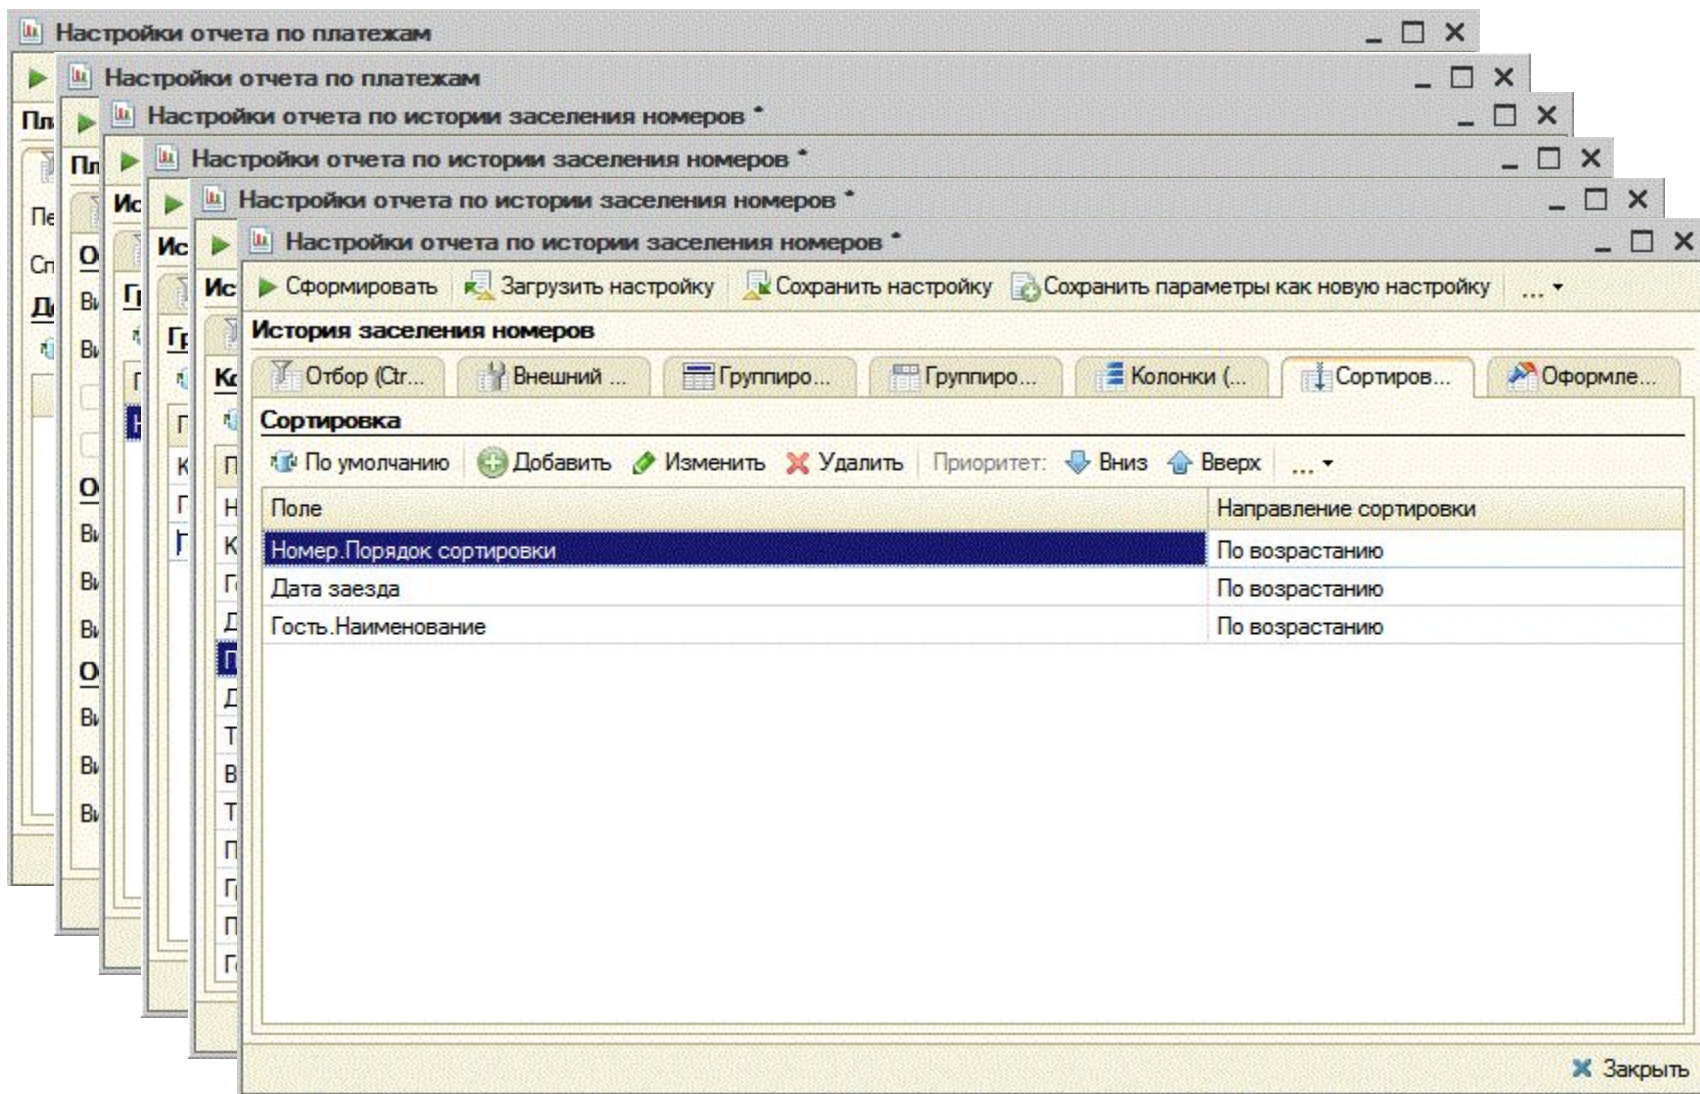 Настройки отчета по платежам
Настройки отчета по платежам
Настройки отчета по истории заселения номеров *
Настройки отчета по истории заселения номеров *
Настройки отчета по истории заселения номеров *
Настройки отчета по истории заселения номеров *
Сформировать Загрузить настройку Сохранить настройку Сохранить параметры как новую настройку ...
История заселения номеров
Отбор (Ctr... Внешний ... Группиро... Группиро... Колонки (... Сортиров... Оформле...
Сортировка
По умолчанию Добавить Изменить Удалить Приоритет: Вниз Вверх ...
Поле Направление сортировки
Номер.Порядок сортировки По возрастанию
Дата заезда По возрастанию
Гость.Наименование По возрастанию
Закрыть